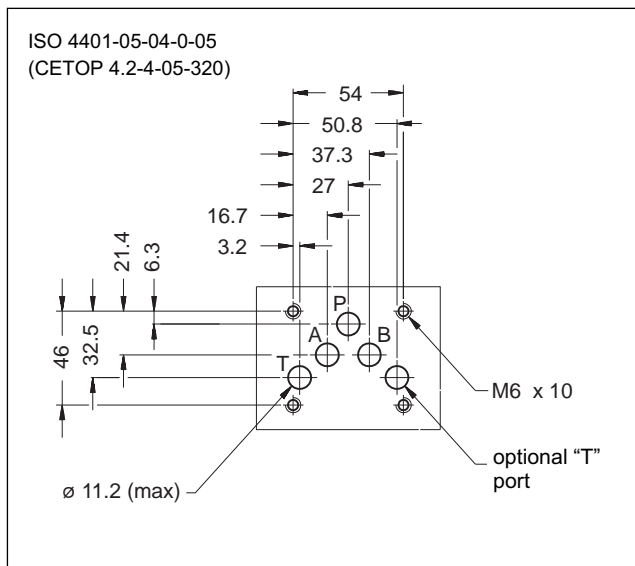 ISO 4401-05-04-0-05
(CETOP 4.2-4-05-320)
54
50.8
37.3
27
16.7
3.2
21.4
6.3
46
32.5
P
A
B
T
M6 x 10
optional “T”
port
ø 11.2 (max)